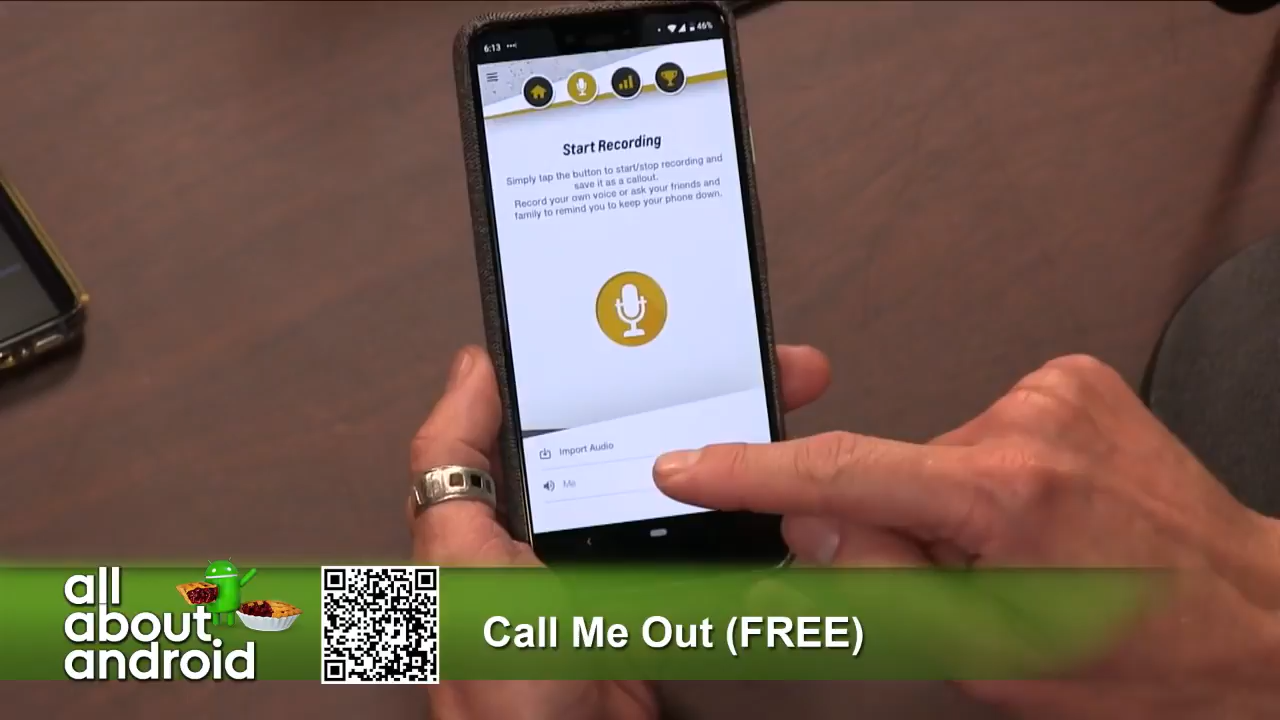 6:13
46%
Start Recording
Simply tap the button to start/stop recording and
save it as a callout.
Record your own voice or ask your friends and
family to remind you to keep your phone down.
Import Audio
Me
all
about
android
Call Me Out (FREE)